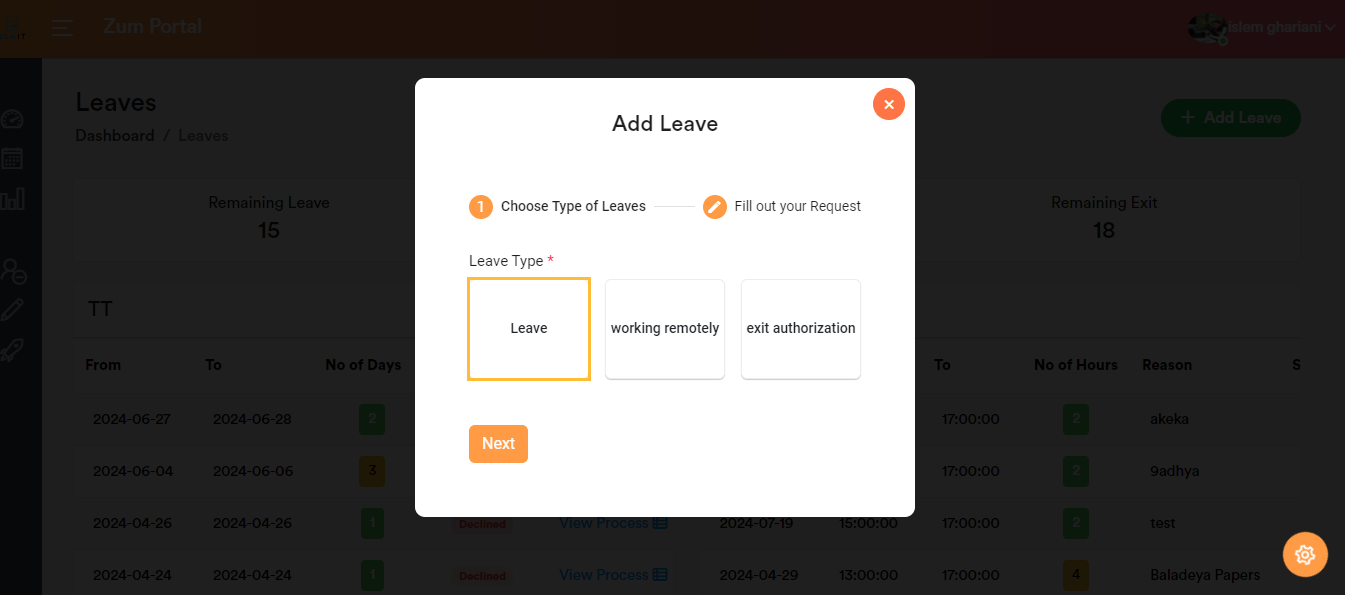 Zum Portal
islem ghariani
Leaves
Dashboard / Leaves
+ Add Leave
Remaining Leave
15
Remaining Exit
18
Add Leave
1 Choose Type of Leaves
Fill out your Request
Leave Type *
Leave
working remotely
exit authorization
Next
TT
From To No of Days
To No of Hours Reason
2024-06-27 2024-06-28 2
17:00:00 2 akeka
2024-06-04 2024-06-06 3
17:00:00 2 9adhya
2024-04-26 2024-04-26 1 Declined View Process
2024-07-19 15:00:00 17:00:00 2 test
2024-04-24 2024-04-24 1 Declined View Process
2024-04-29 13:00:00 17:00:00 4 Baladeya Papers